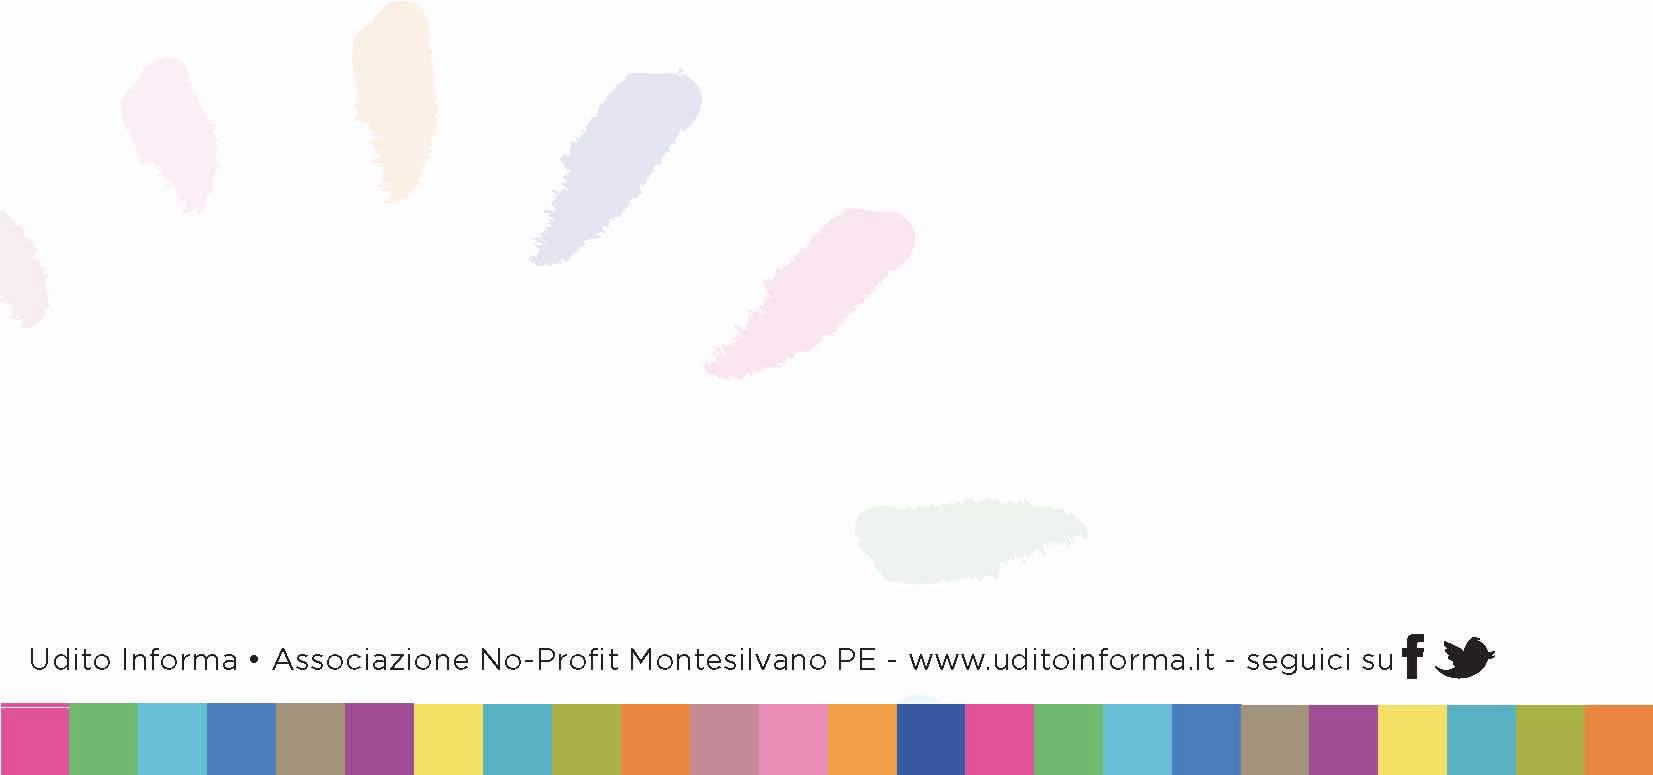 Udito Informa • Associazione No-Profit Montesilvano PE - www.uditoinforma.it - seguici su